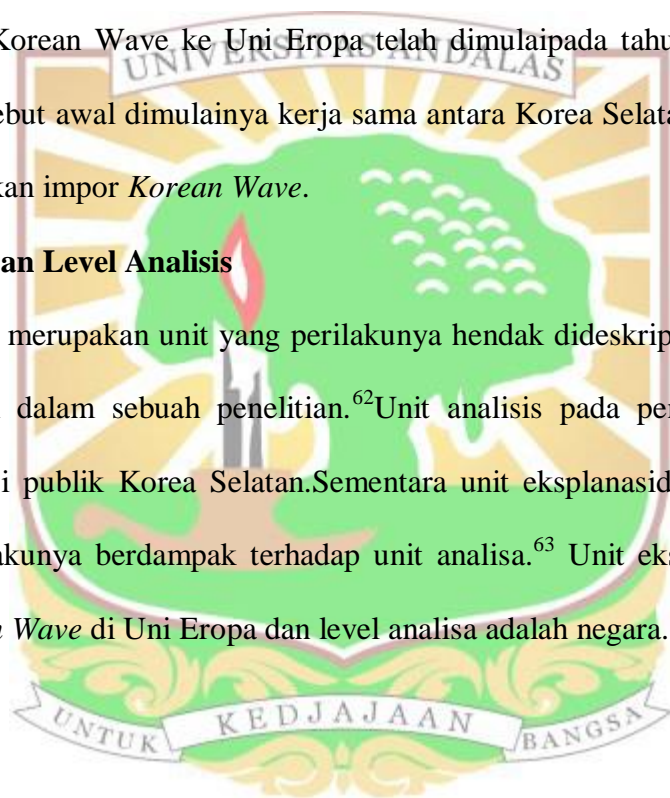 Korean Wave ke Uni Eropa telah dimulaipada tahu
UNIVERSITAS ANDALAS
ebut awal dimulainya kerja sama antara Korea Selata
kan impor Korean Wave.
an Level Analisis
merupakan unit yang perilakunya hendak dideskrip
dalam sebuah penelitian.⁶²Unit analisis pada per
i publik Korea Selatan.Sementara unit eksplanasid
akunya berdampak terhadap unit analisa.⁶³ Unit eks
n Wave di Uni Eropa dan level analisa adalah negara.
UNTUK KEDJAJAAN BANGSA